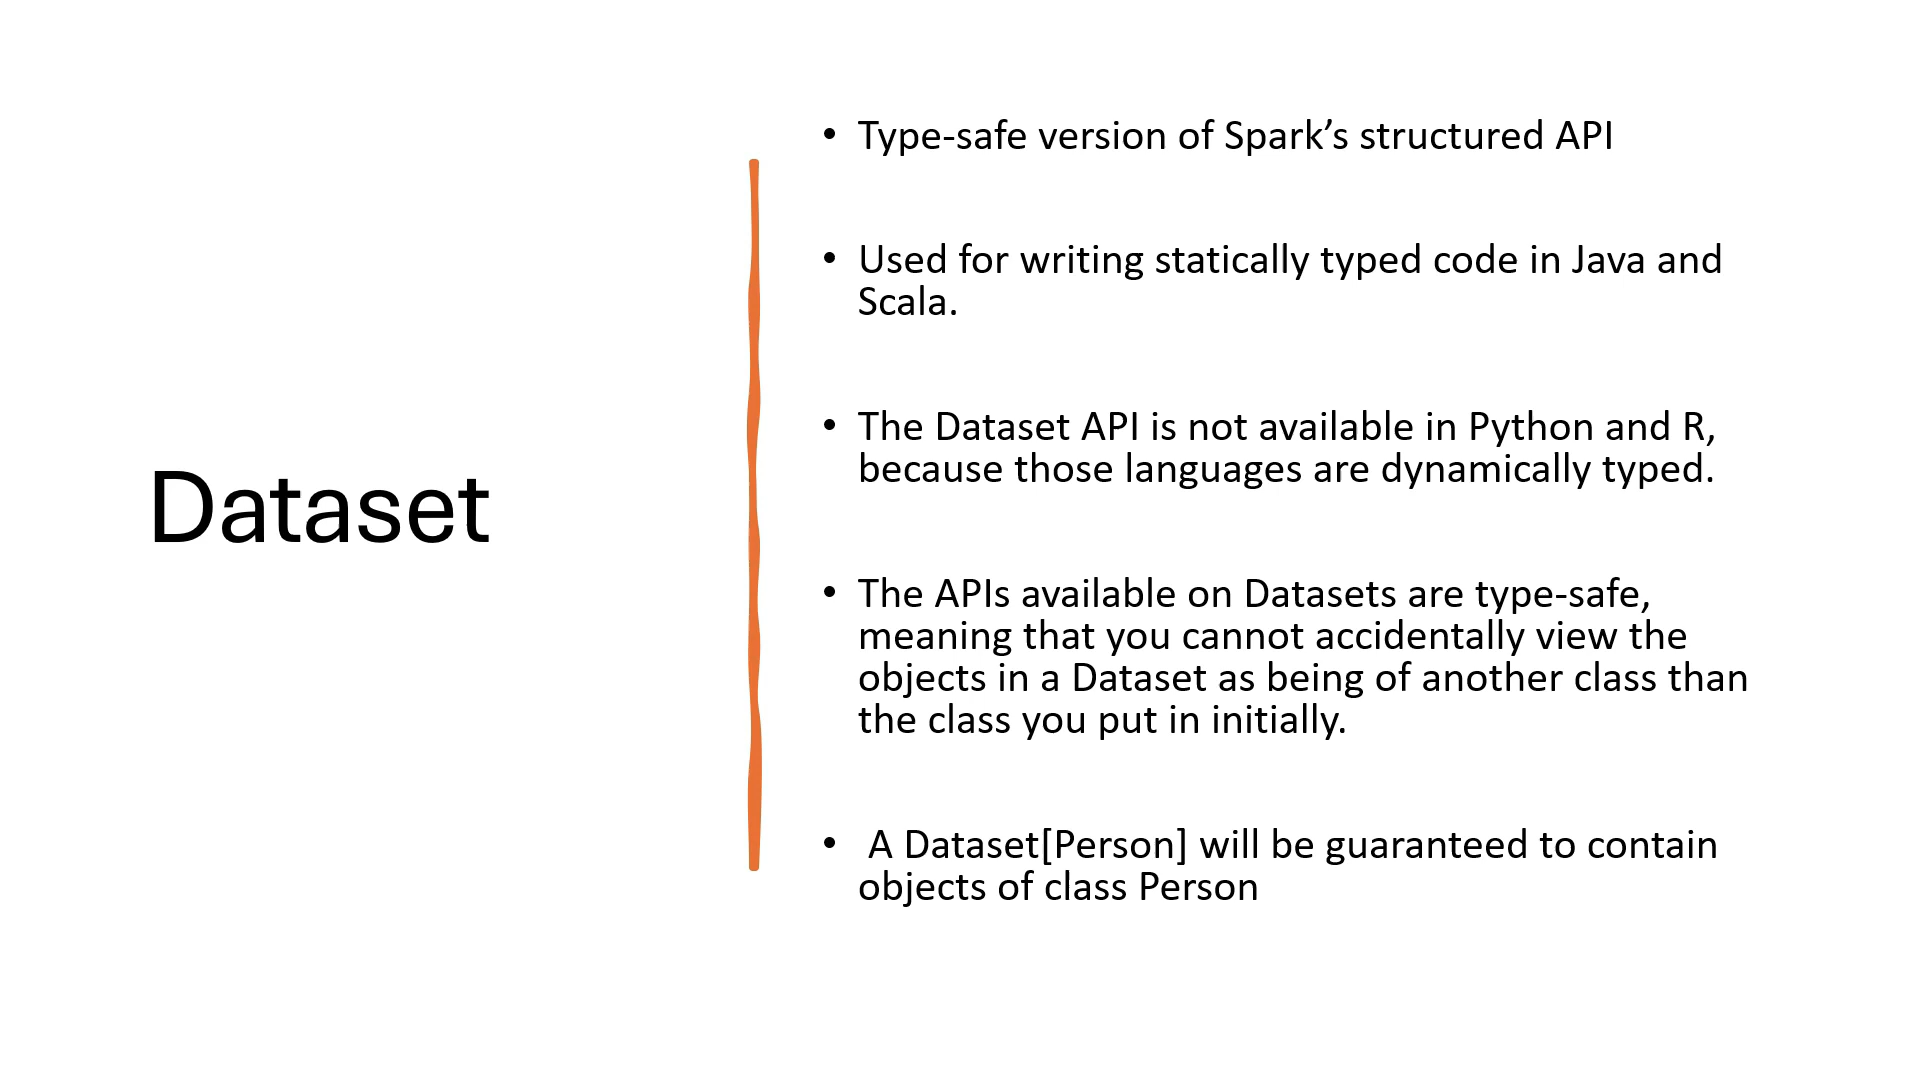 Dataset
• Type-safe version of Spark’s structured API
• Used for writing statically typed code in Java and
Scala.
• The Dataset API is not available in Python and R,
because those languages are dynamically typed.
• The APIs available on Datasets are type-safe,
meaning that you cannot accidentally view the
objects in a Dataset as being of another class than
the class you put in initially.
• A Dataset[Person] will be guaranteed to contain
objects of class Person